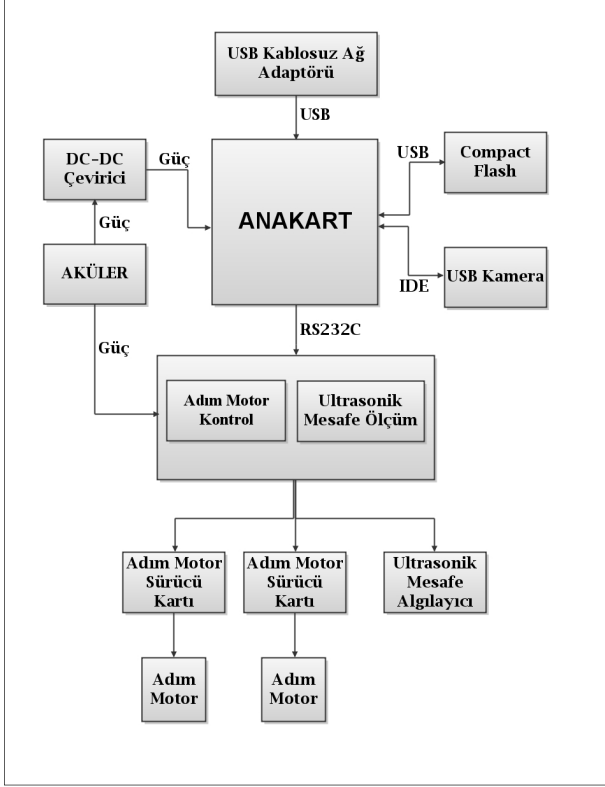 USB Kablosuz Ağ
Adaptörü
USB
DC-DC
Çevirici
Güç
USB
Compact
Flash
ANAKART
Güç
AKÜLER
IDE
USB Kamera
RS232C
Güç
Adım Motor
Kontrol
Ultrasonik
Mesafe Ölçüm
Adım Motor
Sürücü
Kartı
Adım Motor
Sürücü
Kartı
Ultrasonik
Mesafe
Algılayıcı
Adım
Motor
Adım
Motor